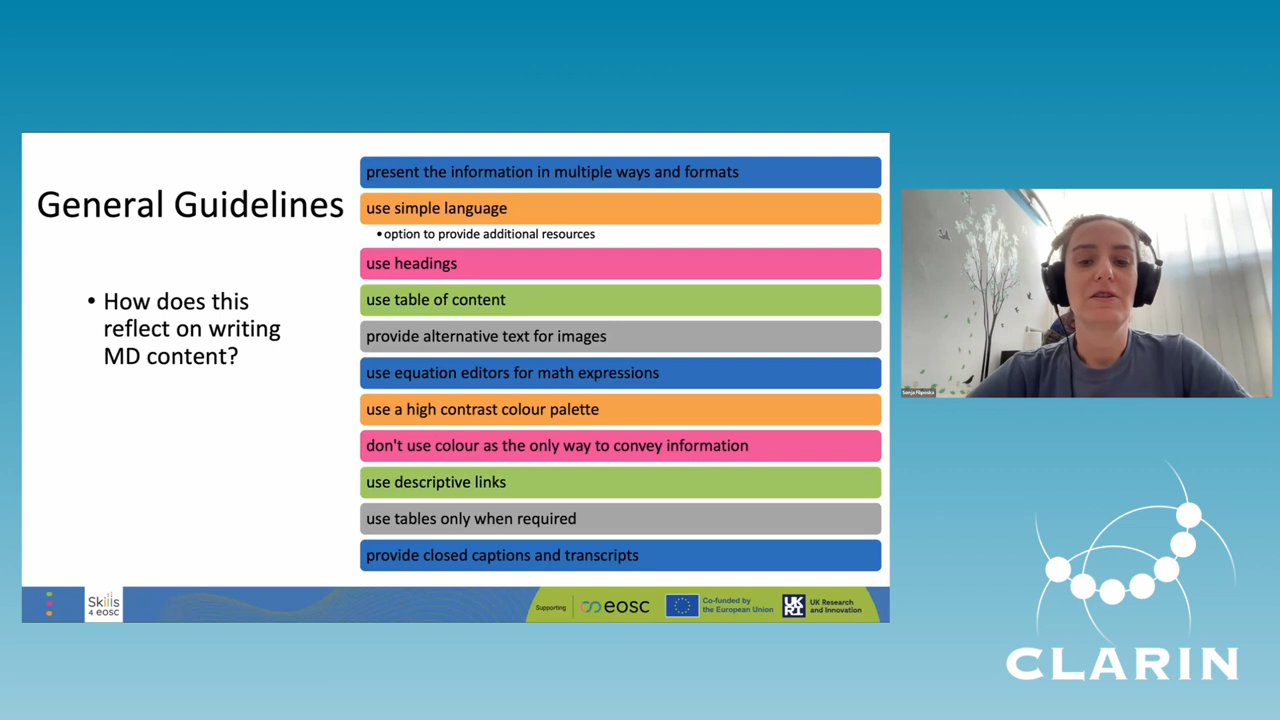 General Guidelines
• How does this
reflect on writing
MD content?
present the information in multiple ways and formats
use simple language
• option to provide additional resources
use headings
use table of content
provide alternative text for images
use equation editors for math expressions
use a high contrast colour palette
don't use colour as the only way to convey information
use descriptive links
use tables only when required
provide closed captions and transcripts
Skills
4 eosc
Supporting
eosc
Co-funded by
the European Union
UK
RI
UK Research
and Innovation
Sonja Filiposka
CLARIN